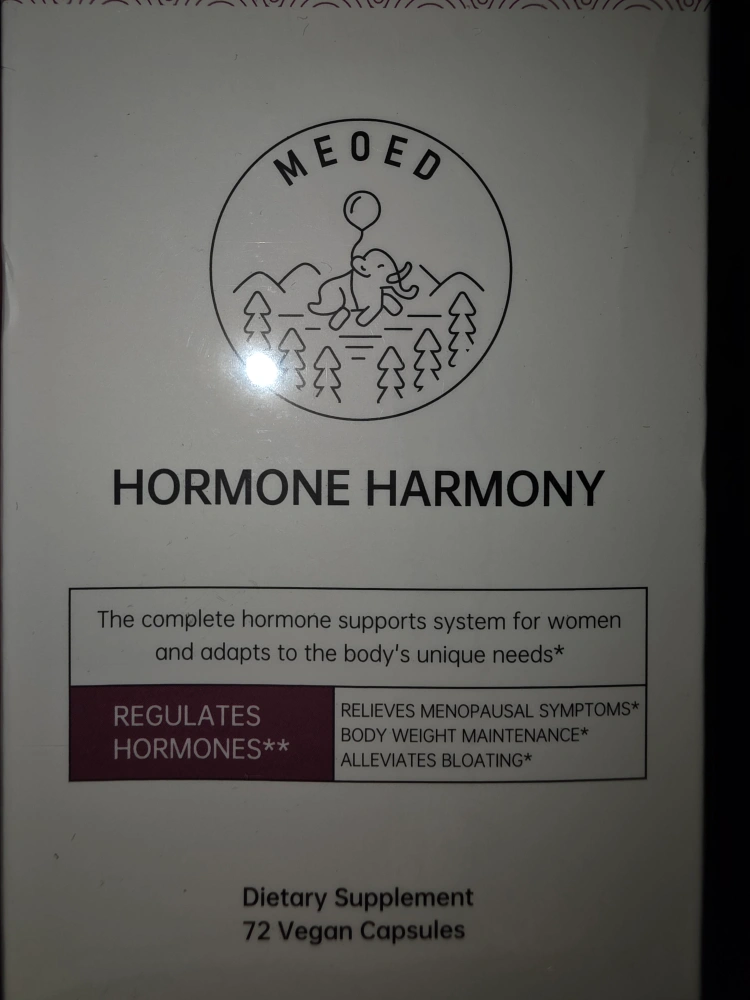 MEOED
HORMONE HARMONY
The complete hormone supports system for women
and adapts to the body's unique needs*
REGULATES
HORMONES**
RELIEVES MENOPAUSAL SYMPTOMS*
BODY WEIGHT MAINTENANCE*
ALLEVIATES BLOATING*
Dietary Supplement
72 Vegan Capsules